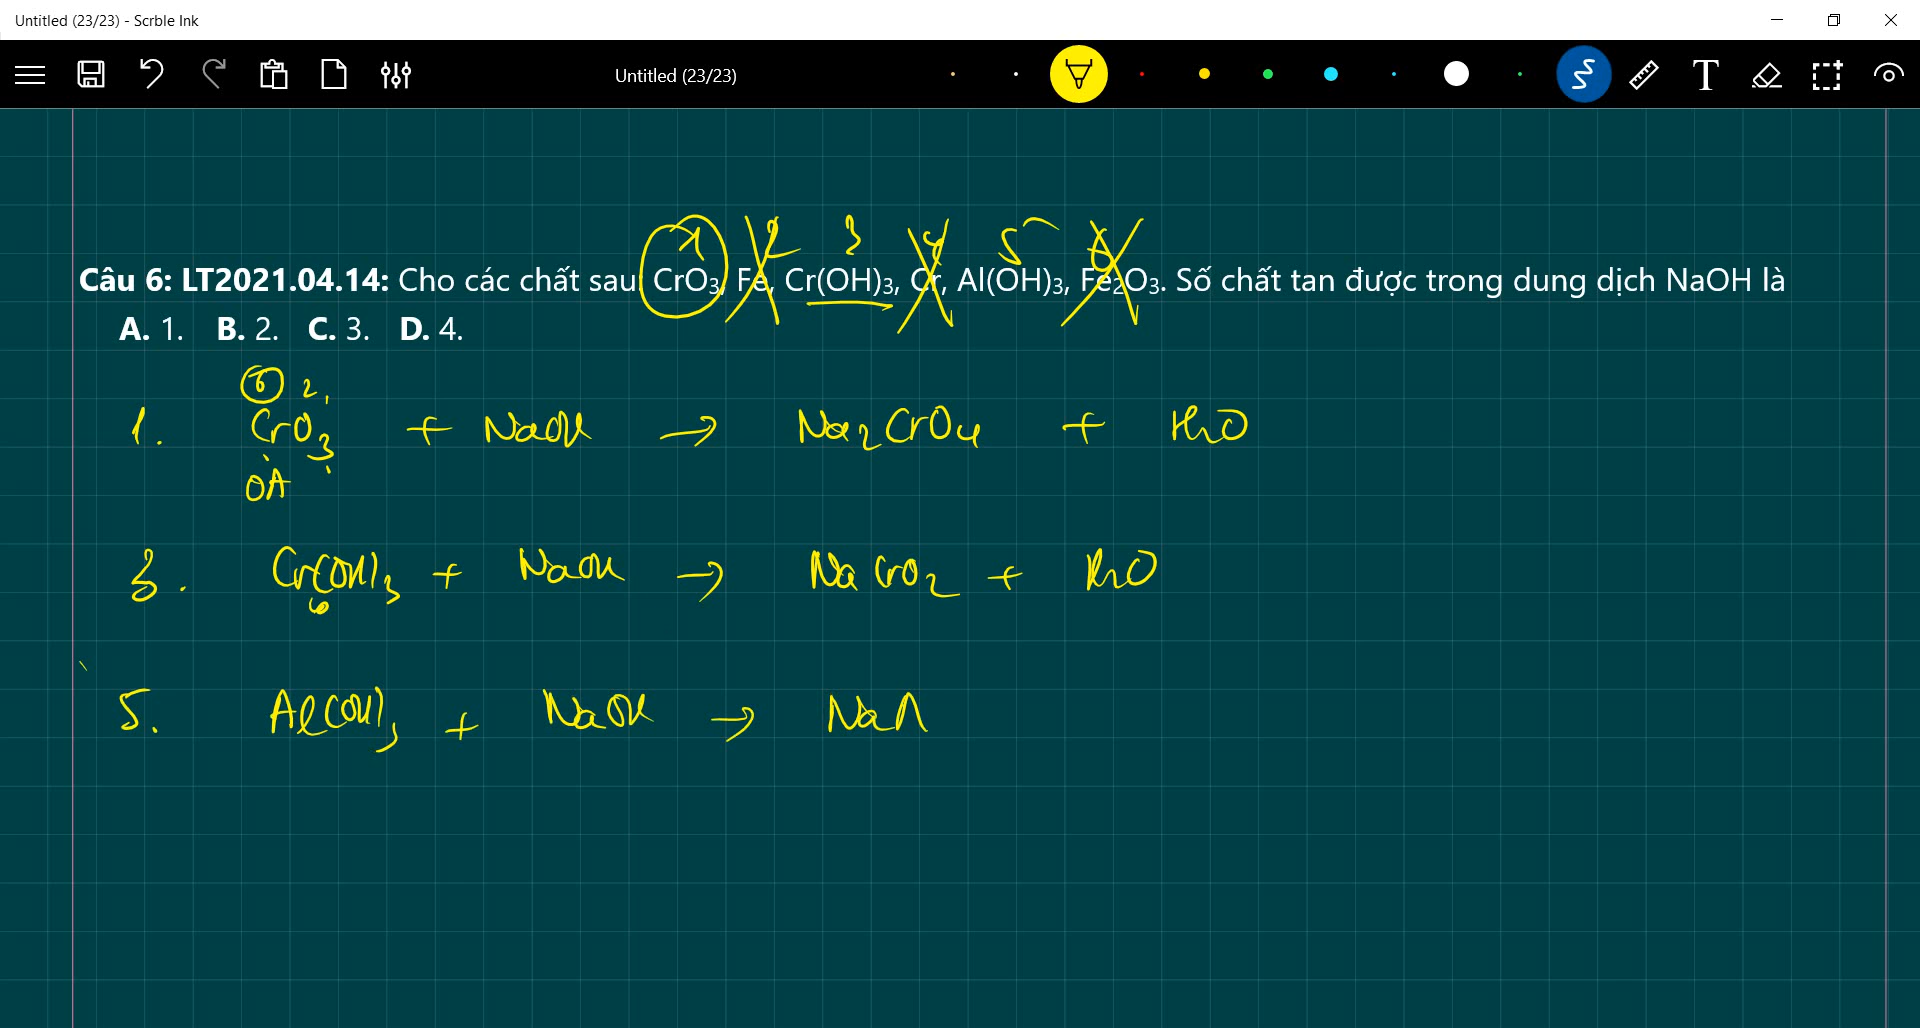 Untitled (23/23) - Scrble Ink
Untitled (23/23)
T
1 2 3 4 5 6
Câu 6: LT2021.04.14: Cho các chất sau: CrO₃, Fe, Cr(OH)₃, Cr, Al(OH)₃, Fe₂O₃. Số chất tan được trong dung dịch NaOH là
A. 1. B. 2. C. 3. D. 4.
6 2
1. CrO₃ + NaOH → Na₂CrO₄ + H₂O
OA
3. Cr(OH)₃ + NaOH → NaCrO₂ + H₂O
5. Al(OH)₃ + NaOH → Na